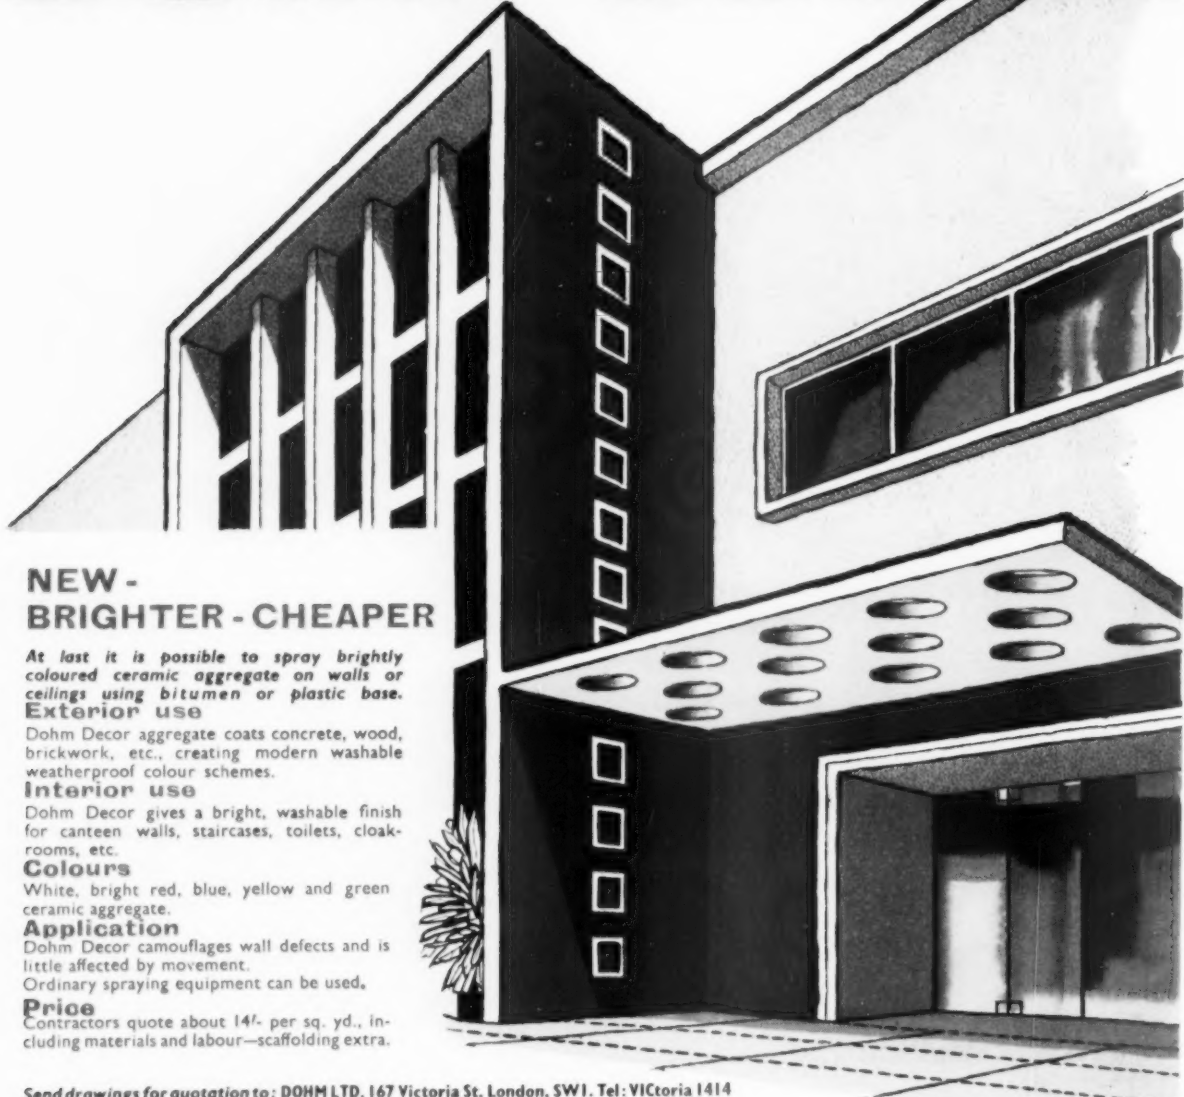 NEW -
BRIGHTER - CHEAPER
At last it is possible to spray brightly
coloured ceramic aggregate on walls or
ceilings using bitumen or plastic base.
Exterior use
Dohm Decor aggregate coats concrete, wood,
brickwork, etc., creating modern washable
weatherproof colour schemes.
Interior use
Dohm Decor gives a bright, washable finish
for canteen walls, staircases, toilets, cloak-
rooms, etc.
Colours
White, bright red, blue, yellow and green
ceramic aggregate.
Application
Dohm Decor camouflages wall defects and is
little affected by movement.
Ordinary spraying equipment can be used.
Price
Contractors quote about 14/- per sq. yd., in-
cluding materials and labour—scaffolding extra.
Send drawings for quotation to: DOHM LTD. 167 Victoria St. London, SW1. Tel: VICtoria 1414